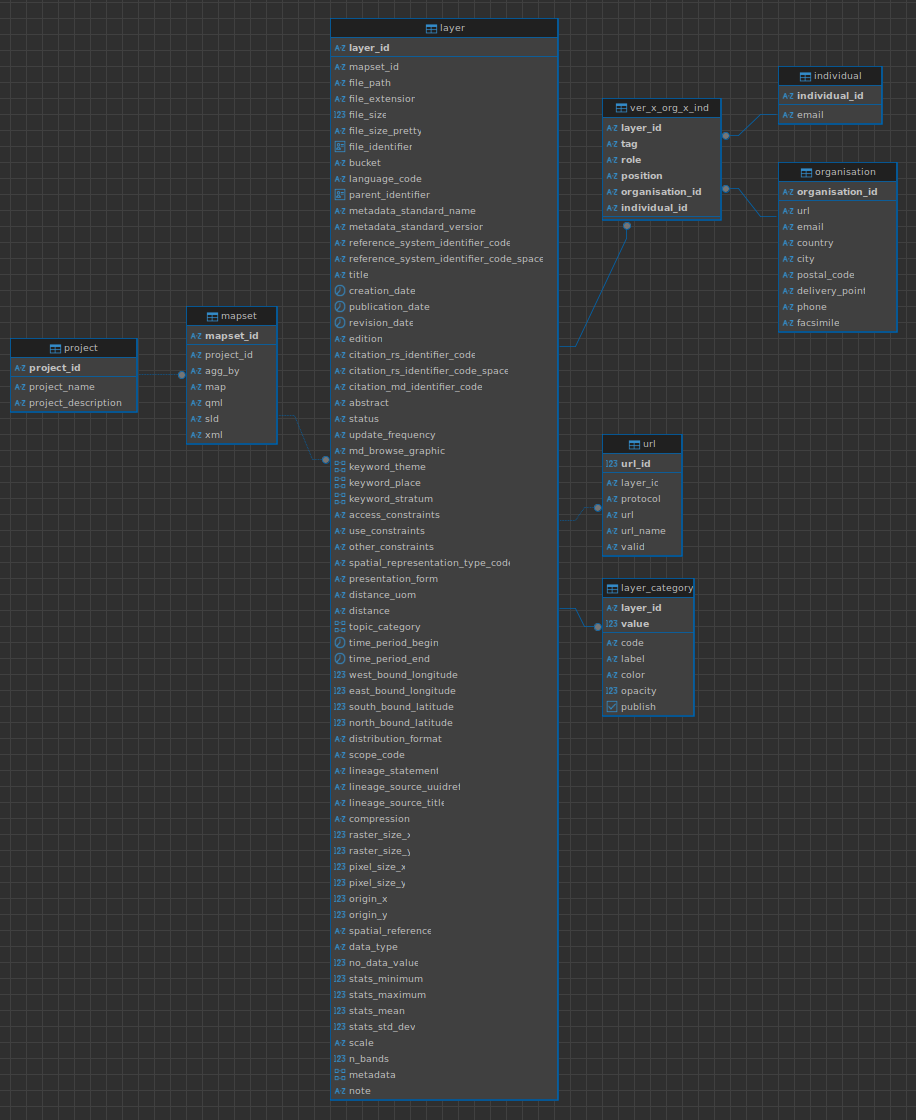 project
project_id
project_name
project_description
mapset
mapset_id
project_id
agg_by
map
qml
sld
xml
layer
layer_id
mapset_id
file_path
file_extension
file_size
file_size_pretty
file_identifier
bucket
language_code
parent_identifier
metadata_standard_name
metadata_standard_version
reference_system_identifier_code
reference_system_identifier_code_space
title
creation_date
publication_date
revision_date
edition
citation_rs_identifier_code
citation_rs_identifier_code_space
citation_md_identifier_code
abstract
status
update_frequency
md_browse_graphic
keyword_theme
keyword_place
keyword_stratum
access_constraints
use_constraints
other_constraints
spatial_representation_type_code
presentation_form
distance_uom
distance
topic_category
time_period_begin
time_period_end
west_bound_longitude
east_bound_longitude
south_bound_latitude
north_bound_latitude
distribution_format
scope_code
lineage_statement
lineage_source_uuidref
lineage_source_title
compression
raster_size_x
raster_size_y
pixel_size_x
pixel_size_y
origin_x
origin_y
spatial_reference
data_type
no_data_value
stats_minimum
stats_maximum
stats_mean
stats_std_dev
scale
n_bands
metadata
note
ver_x_org_x_ind
layer_id
tag
role
position
organisation_id
individual_id
individual
individual_id
email
organisation
organisation_id
url
email
country
city
postal_code
delivery_point
phone
facsimile
url
url_id
layer_id
protocol
url
url_name
valid
layer_category
layer_id
value
code
label
color
opacity
publish